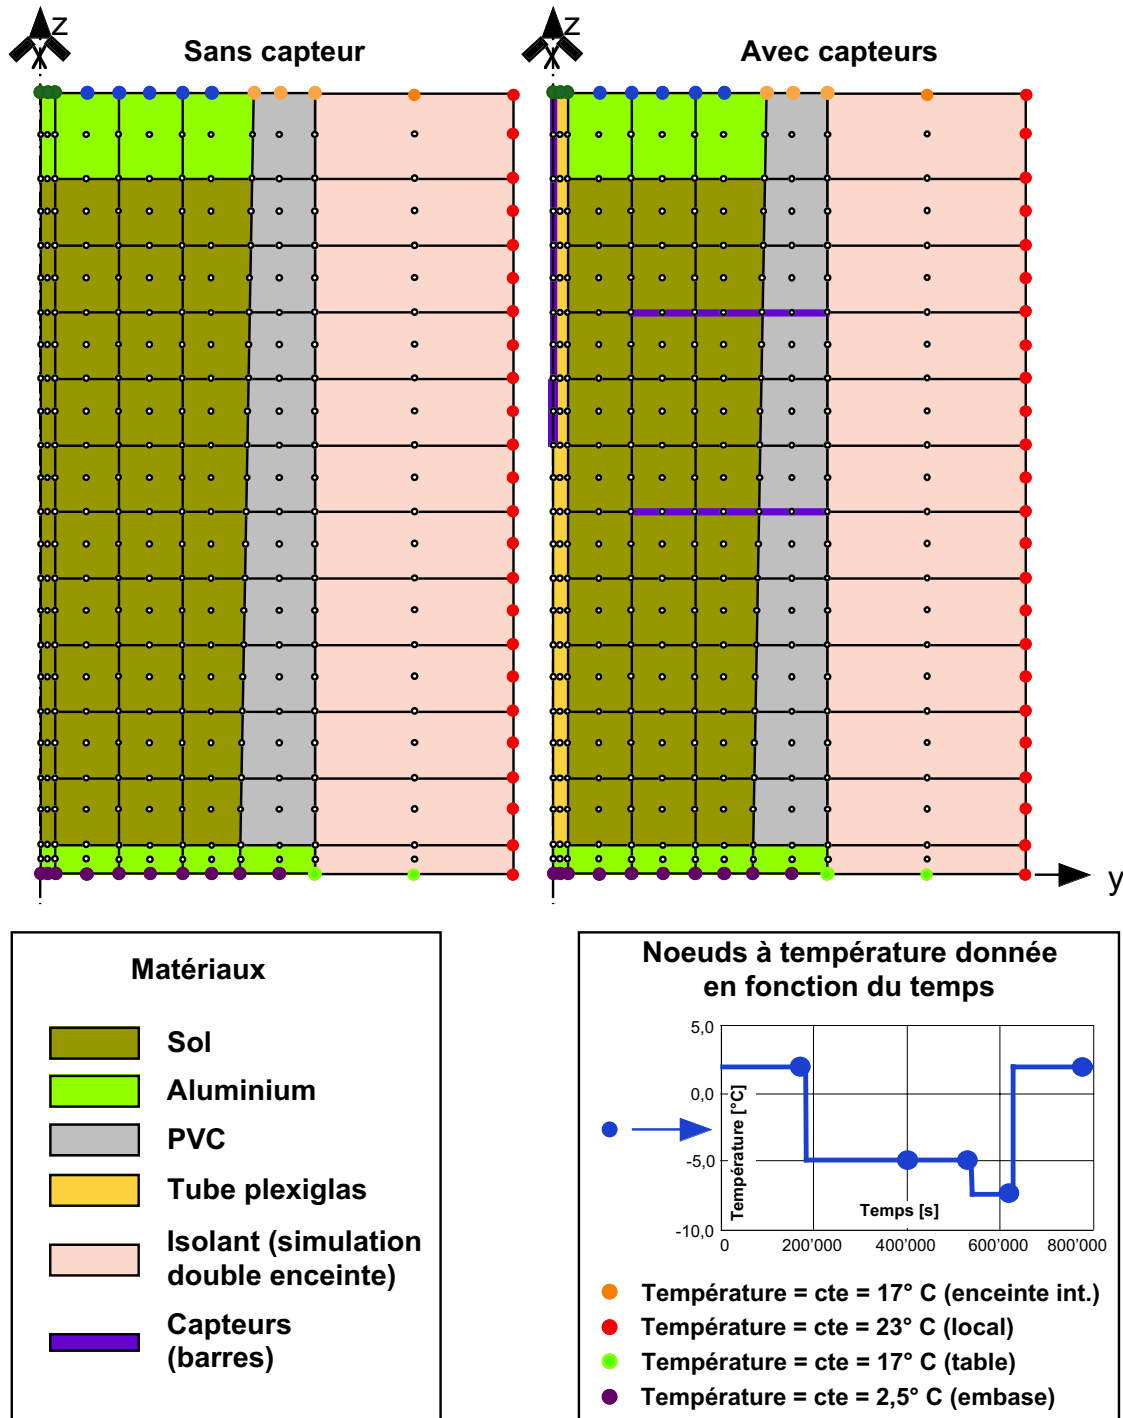 z
z
Sans capteur
Avec capteurs
y
Matériaux
Sol
Aluminium
PVC
Tube plexiglas
Isolant (simulation
double enceinte)
Capteurs
(barres)
Noeuds à température donnée
en fonction du temps
5,0
0,0
-5,0
-10,0
Température [°C]
Temps [s]
0
200'000
400'000
600'000
800'000
Température = cte = 17° C (enceinte int.)
Température = cte = 23° C (local)
Température = cte = 17° C (table)
Température = cte = 2,5° C (embase)